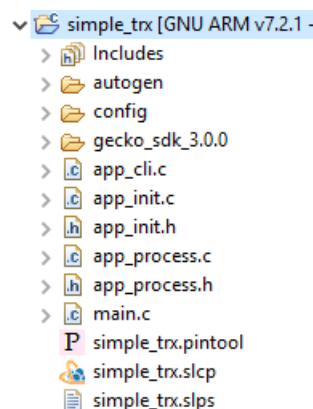 simple_trx [GNU ARM v7.2.1 -
Includes
autogen
config
gecko_sdk_3.0.0
app_cli.c
app_init.c
app_init.h
app_process.c
app_process.h
main.c
simple_trx.pintool
simple_trx.slcp
simple_trx.slps